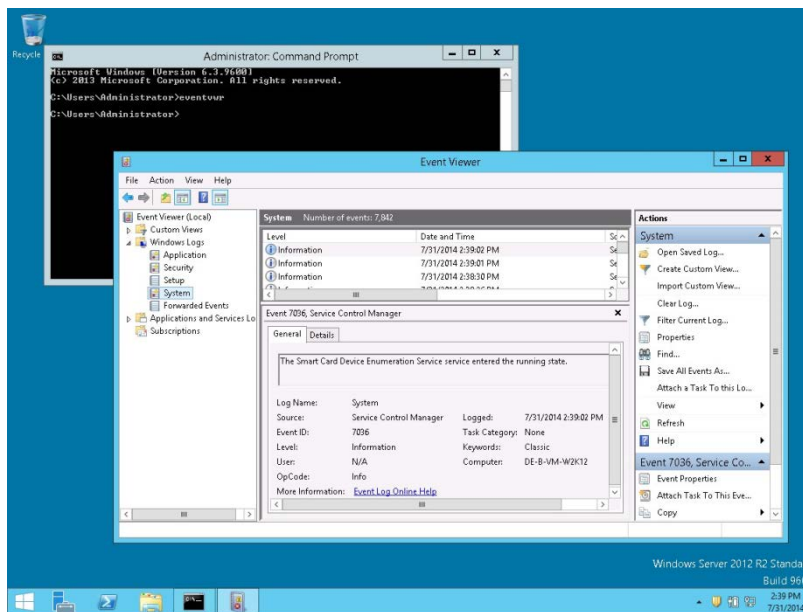 Recycle
Administrator: Command Prompt
Microsoft Windows [Version 6.3.9600]
(c) 2013 Microsoft Corporation. All rights reserved.
C:\Users\Administrator>eventvwr
C:\Users\Administrator>
Event Viewer
File Action View Help
Event Viewer (Local)
Custom Views
Windows Logs
Application
Security
Setup
System
Forwarded Events
Applications and Services Lo
Subscriptions
System Number of events: 7,842
Level Date and Time
Information 7/31/2014 2:39:02 PM Se
Information 7/31/2014 2:39:01 PM Se
Information 7/31/2014 2:38:30 PM Se
Event 7036, Service Control Manager
General Details
The Smart Card Device Enumeration Service service entered the running state.
Log Name: System
Source: Service Control Manager Logged: 7/31/2014 2:39:02 PM
Event ID: 7036 Task Category: None
Level: Information Keywords: Classic
User: N/A Computer: DE-B-VM-W2K12
OpCode: Info
More Information: Event Log Online Help
Actions
System
Open Saved Log...
Create Custom View...
Import Custom View...
Clear Log...
Filter Current Log...
Properties
Find...
Save All Events As...
Attach a Task To this Lo...
View
Refresh
Help
Event 7036, Service Co...
Event Properties
Attach Task To This Eve...
Copy
Windows Server 2012 R2 Standa
Build 960
2:39 PM
7/31/201